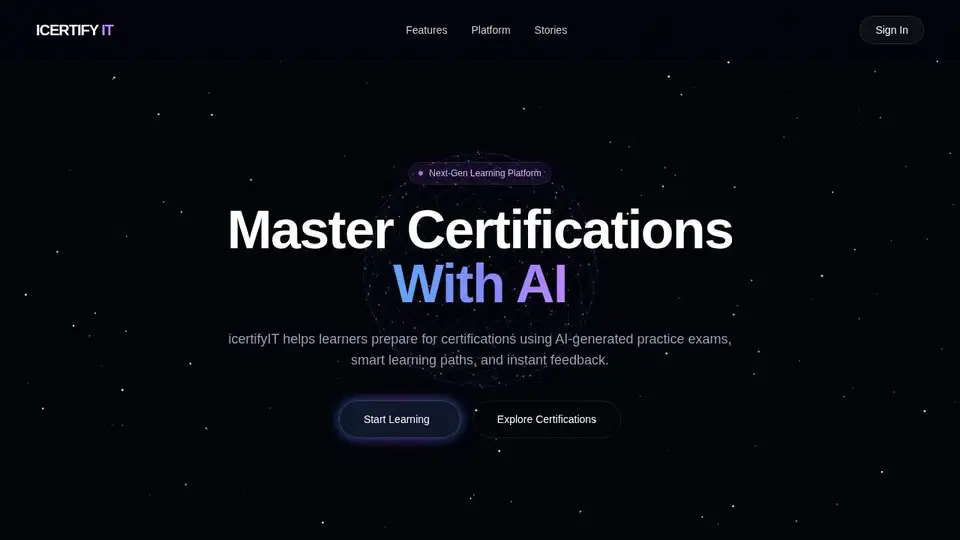 ICERTIFY IT
Features
Platform
Stories
Sign In
Next-Gen Learning Platform
Master Certifications
With AI
icertifyIT helps learners prepare for certifications using AI-generated practice exams,
smart learning paths, and instant feedback.
Start Learning
Explore Certifications